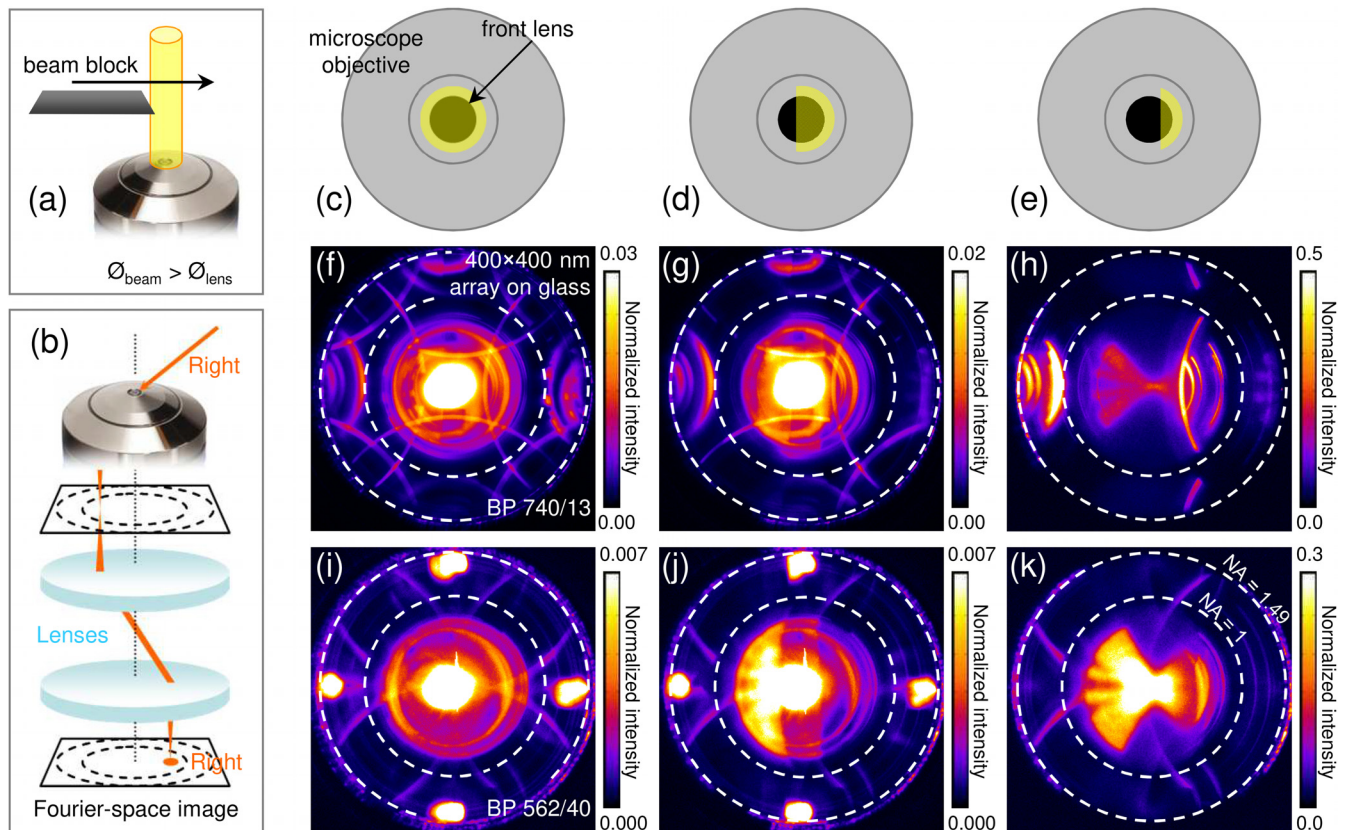 beam block
(a)
Ø_beam > Ø_lens
(b)
Right
Lenses
Right
Fourier-space image
microscope
objective
front lens
(c)
(d)
(e)
(f)
400×400 nm
array on glass
BP 740/13
0.03
Normalized intensity
0.00
(g)
0.02
Normalized intensity
0.00
(h)
0.5
Normalized intensity
0.00
(i)
BP 562/40
0.007
Normalized intensity
0.000
(j)
0.007
Normalized intensity
0.000
(k)
NA = 1.49
NA = 1
0.3
Normalized intensity
0.0